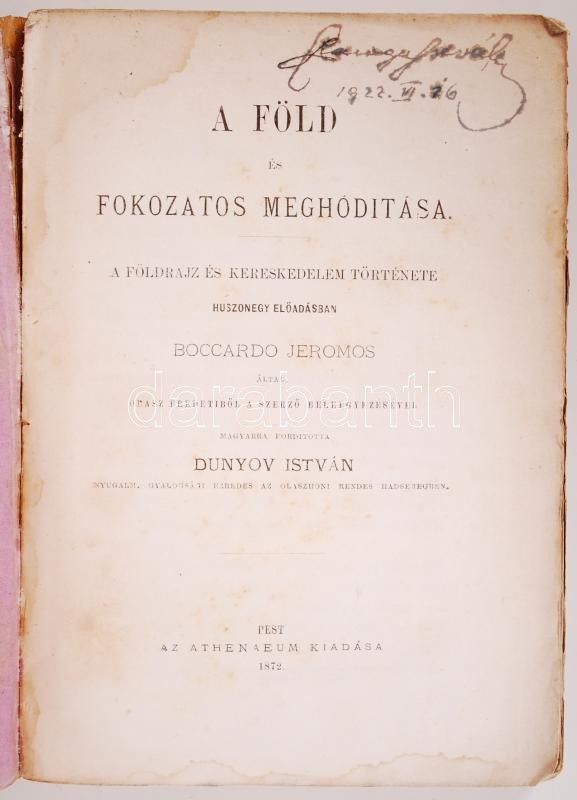 1922. VI. 26
A FÖLD
ÉS
FOKOZATOS MEGHÓDITÁSA.
A FÖLDRAJZ ÉS KERESKEDELEM TÖRTÉNETE
HUSZONEGY ELŐADÁSBAN
BOCCARDO JEROMOS
ÁLTAL.
darabanth
OLASZ EREDETIBŐL A SZERZŐ BELEEGYEZÉSÉVEL
MAGYARRA FORDITOTTA
DUNYOV ISTVÁN
NYUGALM. GYALOGSÁGI EZREDES AZ OLASZHONI RENDES HADSEREGBEN.
PEST
AZ ATHENAEUM KIADÁSA
1872.